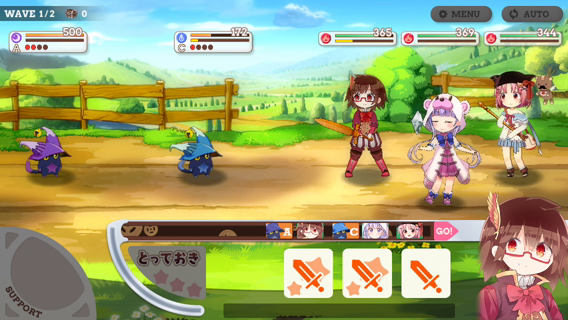 WAVE 1/2
0
MENU
AUTO
500
A
172
C
365
369
344
A
C
GO!
とっておき
SUPPORT